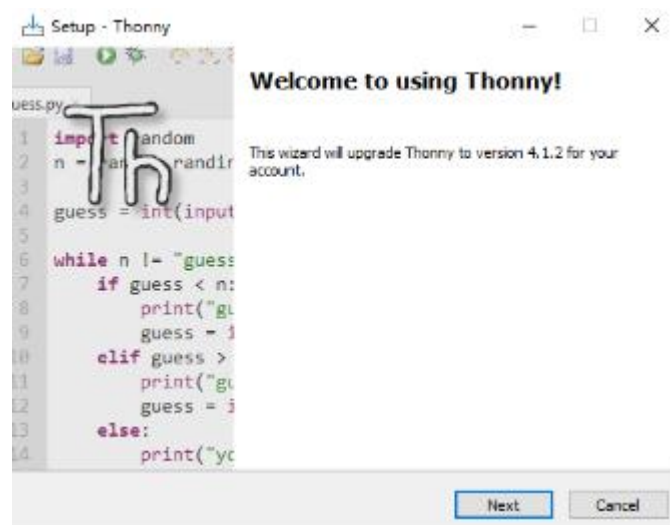 Setup - Thonny
Welcome to using Thonny!
This wizard will upgrade Thonny to version 4.1.2 for your
account.
uess.py
Th
1 import random
2 n =
3
4 guess = int(input
5
6 while n != "guess
7 if guess < n:
8 print("gu
9 guess = i
10 elif guess >
11 print("gu
12 guess = i
13 else:
14 print("yo
Next
Cancel